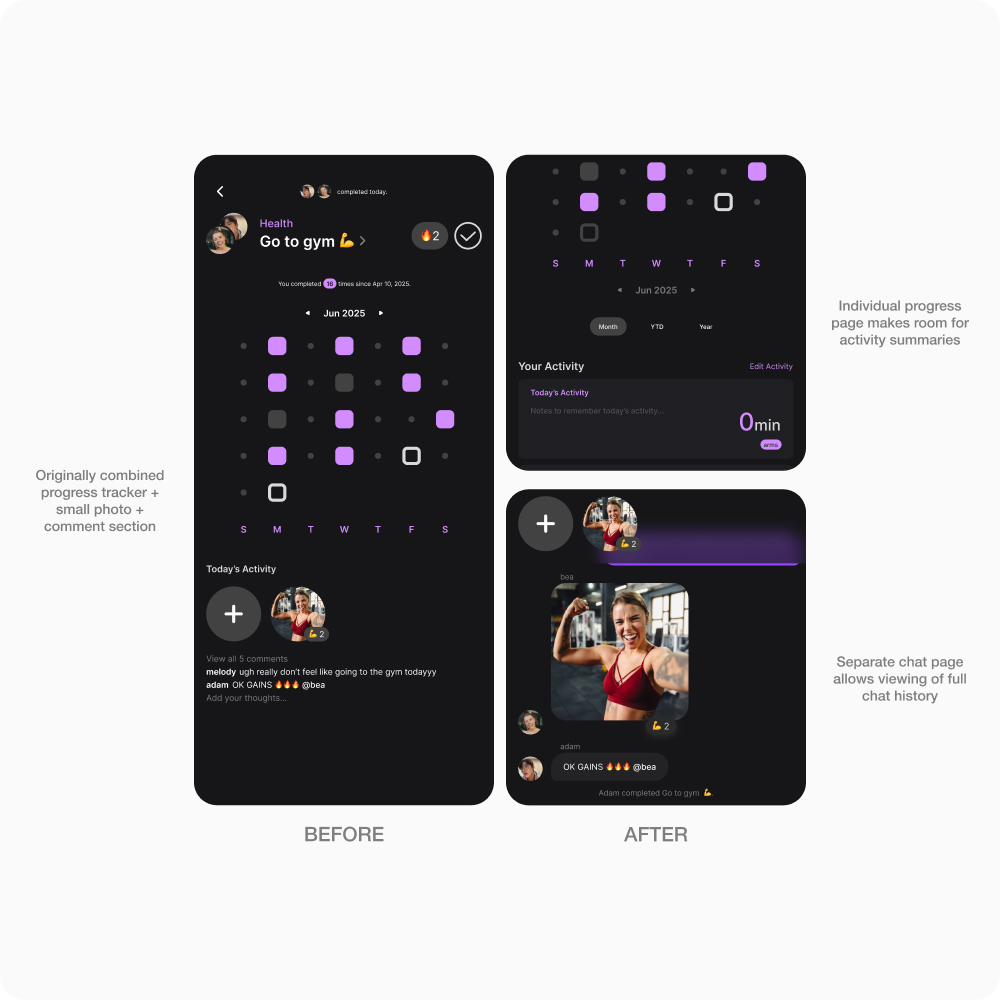 completed today.
Health
Go to gym 💪
🔥2
You completed 16 times since Apr 10, 2025.
Jun 2025
S M T W T F S
Today's Activity
💪 2
View all 5 comments
melody ugh really don't feel like going to the gym todayyy
adam OK GAINS 🔥🔥🔥 @bea
Add your thoughts...
BEFORE
Originally combined
progress tracker +
small photo +
comment section
S M T W T F S
Jun 2025
Month YTD Year
Your Activity Edit Activity
Today's Activity
Notes to remember today's activity...
0min
arms
Individual progress
page makes room for
activity summaries
💪 2
bea
💪 2
adam
OK GAINS 🔥🔥🔥 @bea
Adam completed Go to gym 💪
AFTER
Separate chat page
allows viewing of full
chat history